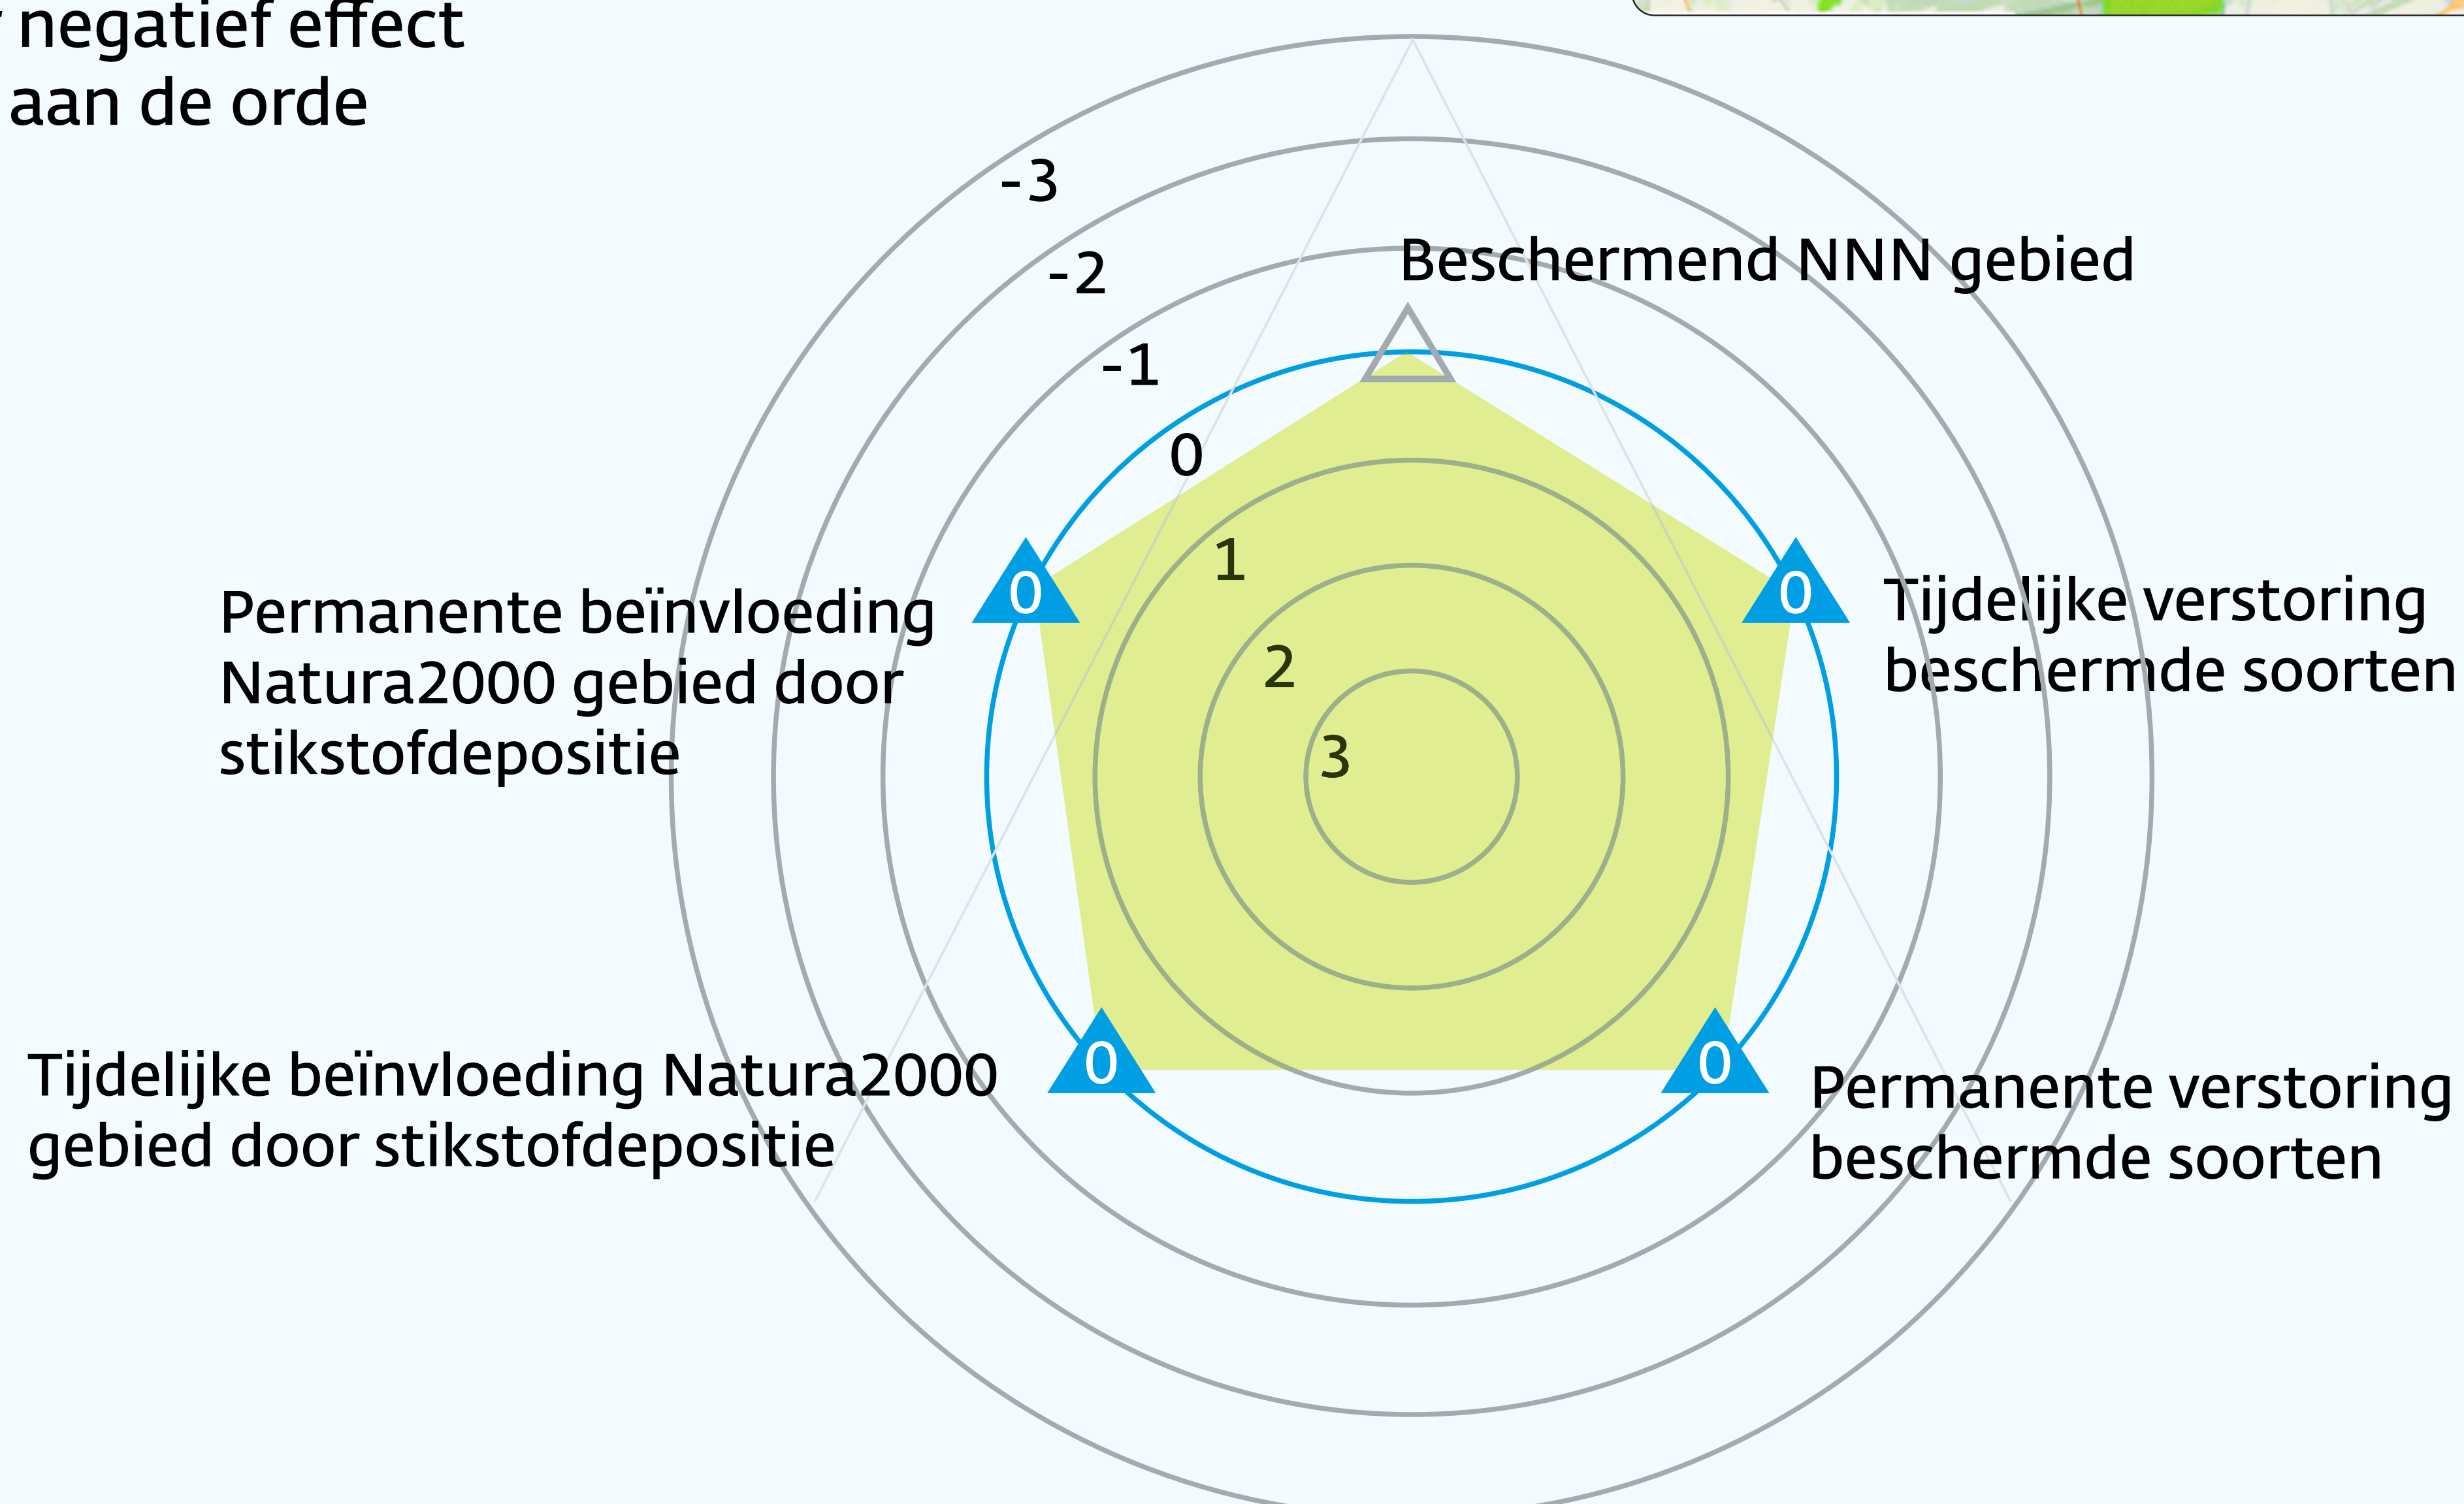 negatief effect
aan de orde
-3
-2
-1
0
1
2
3
Beschermend NNN gebied
0
Permanente beïnvloeding
Natura2000 gebied door
stikstofdepositie
0
Tijdelijke verstoring
beschermde soorten
0
Tijdelijke beïnvloeding Natura2000
gebied door stikstofdepositie
0
Permanente verstoring
beschermde soorten